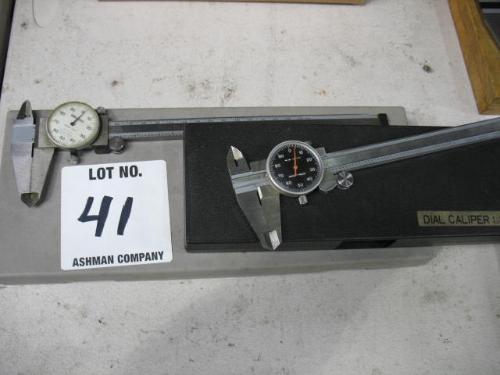 LOT NO.
41
ASHMAN COMPANY
DIAL CALIPER